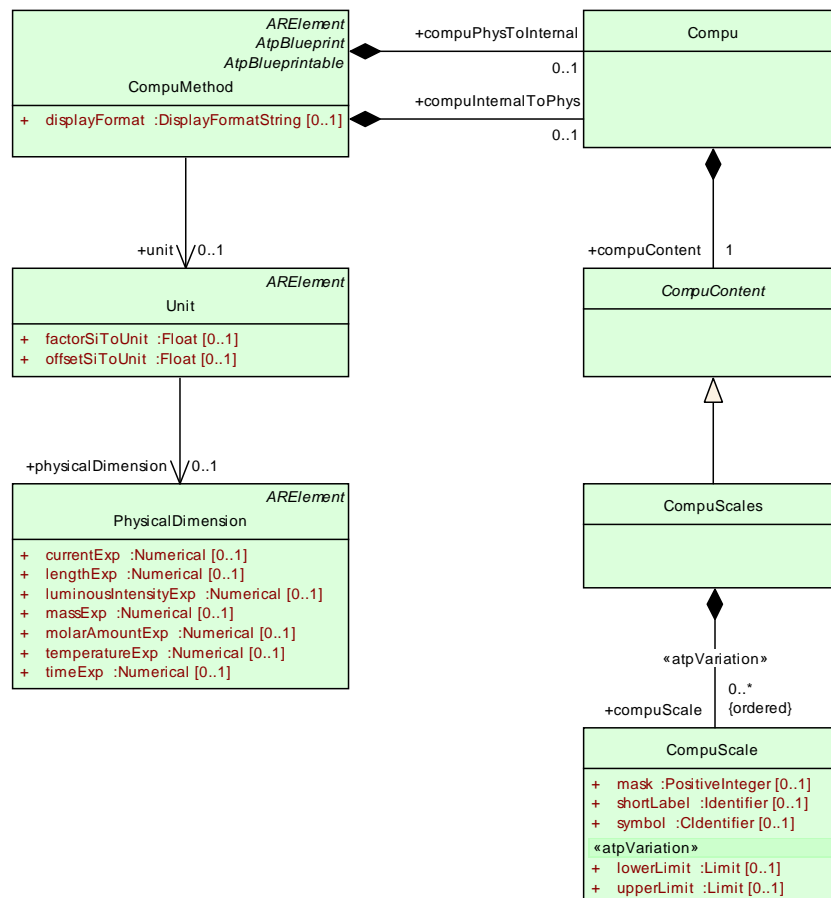 ARElement
AtpBlueprint
AtpBlueprintable
CompuMethod
+ displayFormat :DisplayFormatString [0..1]
+compuPhysToInternal
0..1
+compuInternalToPhys
0..1
Compu
+unit
0..1
+compuContent
1
ARElement
Unit
+ factorSiToUnit :Float [0..1]
+ offsetSiToUnit :Float [0..1]
CompuContent
+physicalDimension
0..1
ARElement
PhysicalDimension
+ currentExp :Numerical [0..1]
+ lengthExp :Numerical [0..1]
+ luminousIntensityExp :Numerical [0..1]
+ massExp :Numerical [0..1]
+ molarAmountExp :Numerical [0..1]
+ temperatureExp :Numerical [0..1]
+ timeExp :Numerical [0..1]
CompuScales
«atpVariation»
+compuScale
0..*
{ordered}
CompuScale
+ mask :PositiveInteger [0..1]
+ shortLabel :Identifier [0..1]
+ symbol :CIdentifier [0..1]
«atpVariation»
+ lowerLimit :Limit [0..1]
+ upperLimit :Limit [0..1]